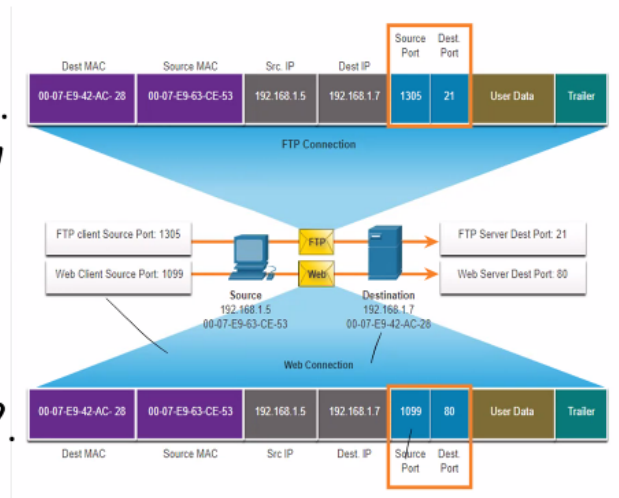 Source Dest.
Port Port
Dest MAC Source MAC Src. IP Dest IP
00-07-E9-42-AC- 28 00-07-E9-63-CE-53 192.168.1.5 192.168.1.7 1305 21 User Data Trailer
FTP Connection
FTP client Source Port: 1305 FTP FTP Server Dest Port: 21
Web Client Source Port: 1099 Web Web Server Dest Port: 80
Source Destination
192.168.1.5 192.168.1.7
00-07-E9-63-CE-53 00-07-E9-42-AC-28
Web Connection
00-07-E9-42-AC- 28 00-07-E9-63-CE-53 192.168.1.5 192.168.1.7 1099 80 User Data Trailer
Dest MAC Source MAC Src IP Dest. IP Source Dest.
Port Port